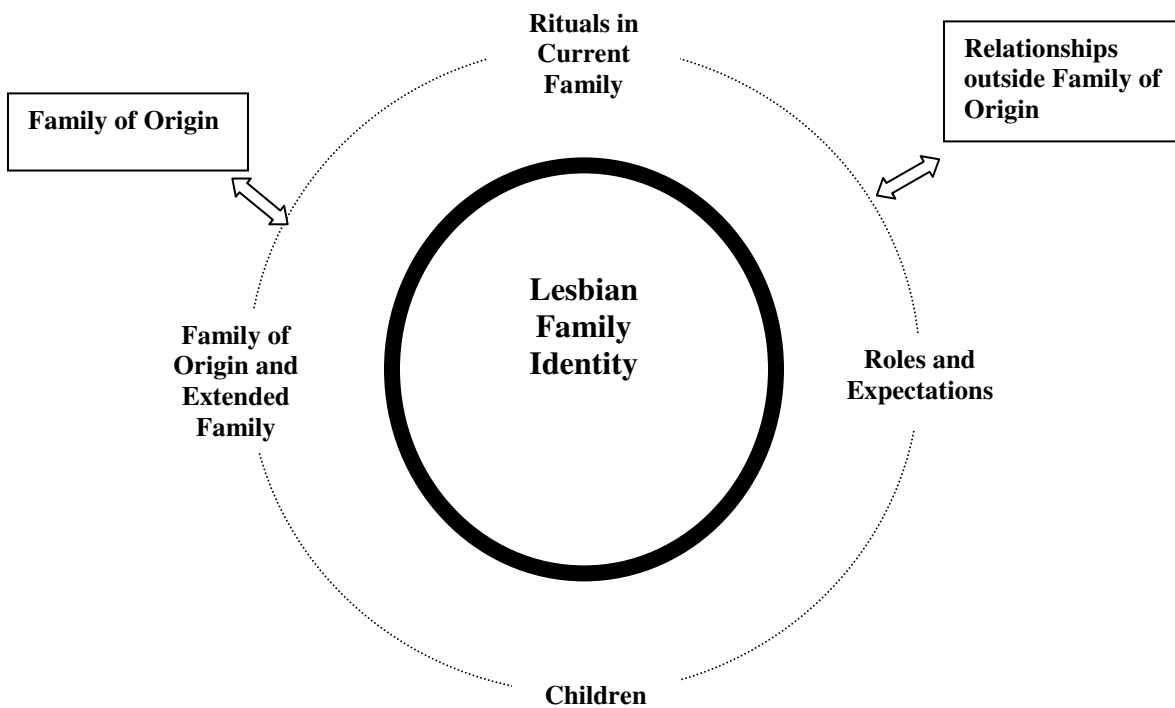 Rituals in
Current
Family
Relationships
outside Family of
Origin
Family of Origin
Lesbian
Family
Identity
Family of
Origin and
Extended
Family
Roles and
Expectations
Children